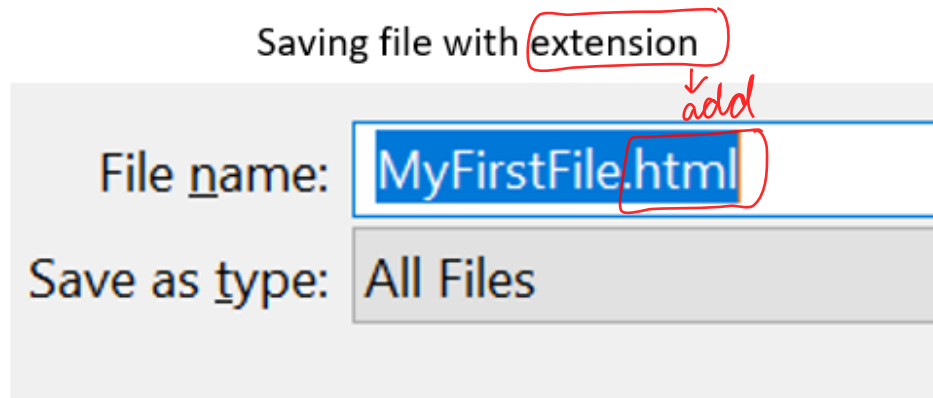 Saving file with extension
add
File name: MyFirstFile.html
Save as type: All Files